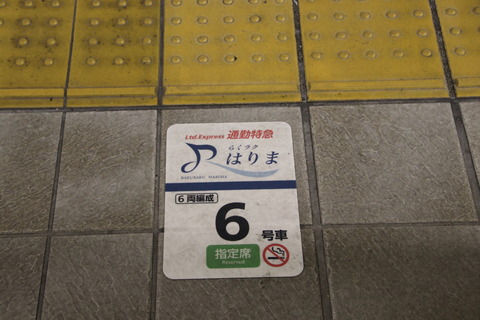 Ltd.Express 通勤特急
らくラク
はりま
RAKURAKU HARIMA
6両編成
6号車
指定席
Reserved